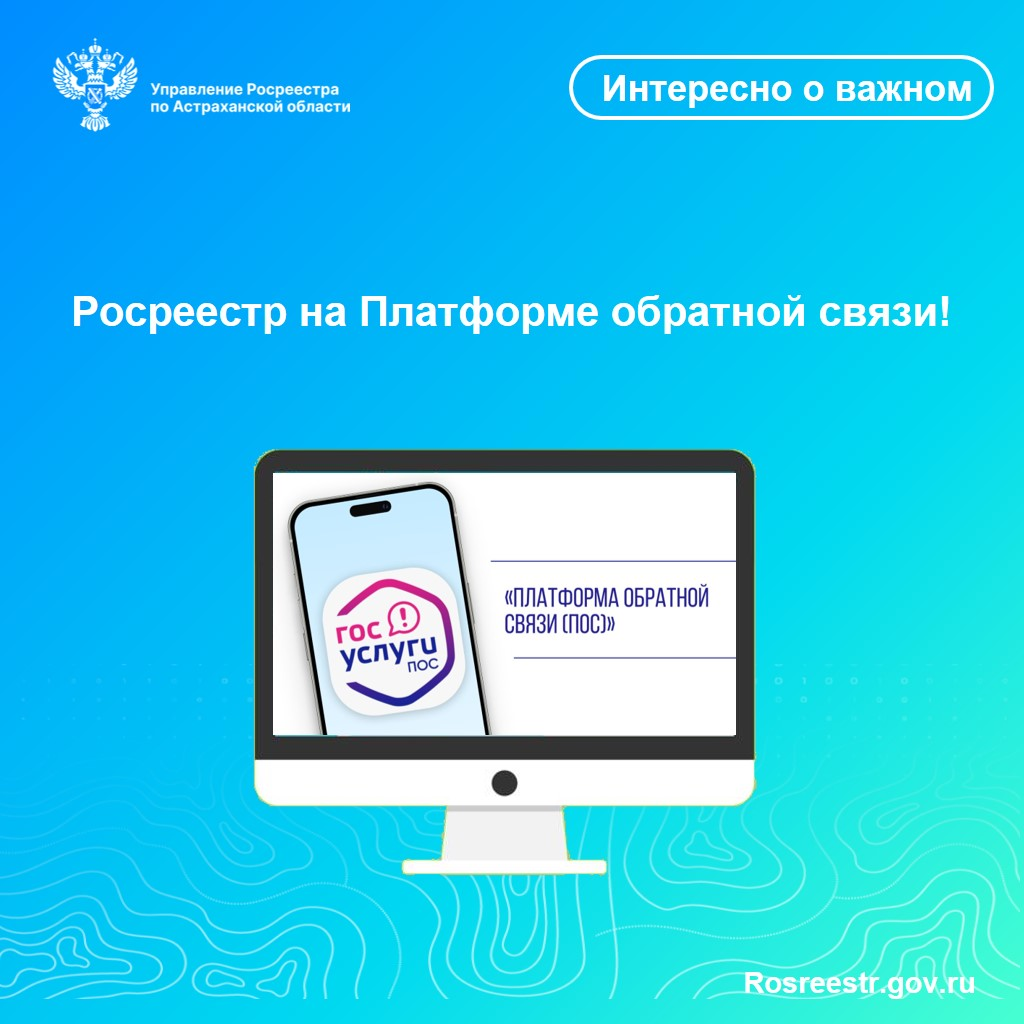 Управление Росреестра
по Астраханской области
Интересно о важном
Росреестр на Платформе обратной связи!
гос
услуги
пос
«ПЛАТФОРМА ОБРАТНОЙ
СВЯЗИ (ПОС)»
Rosreestr.gov.ru